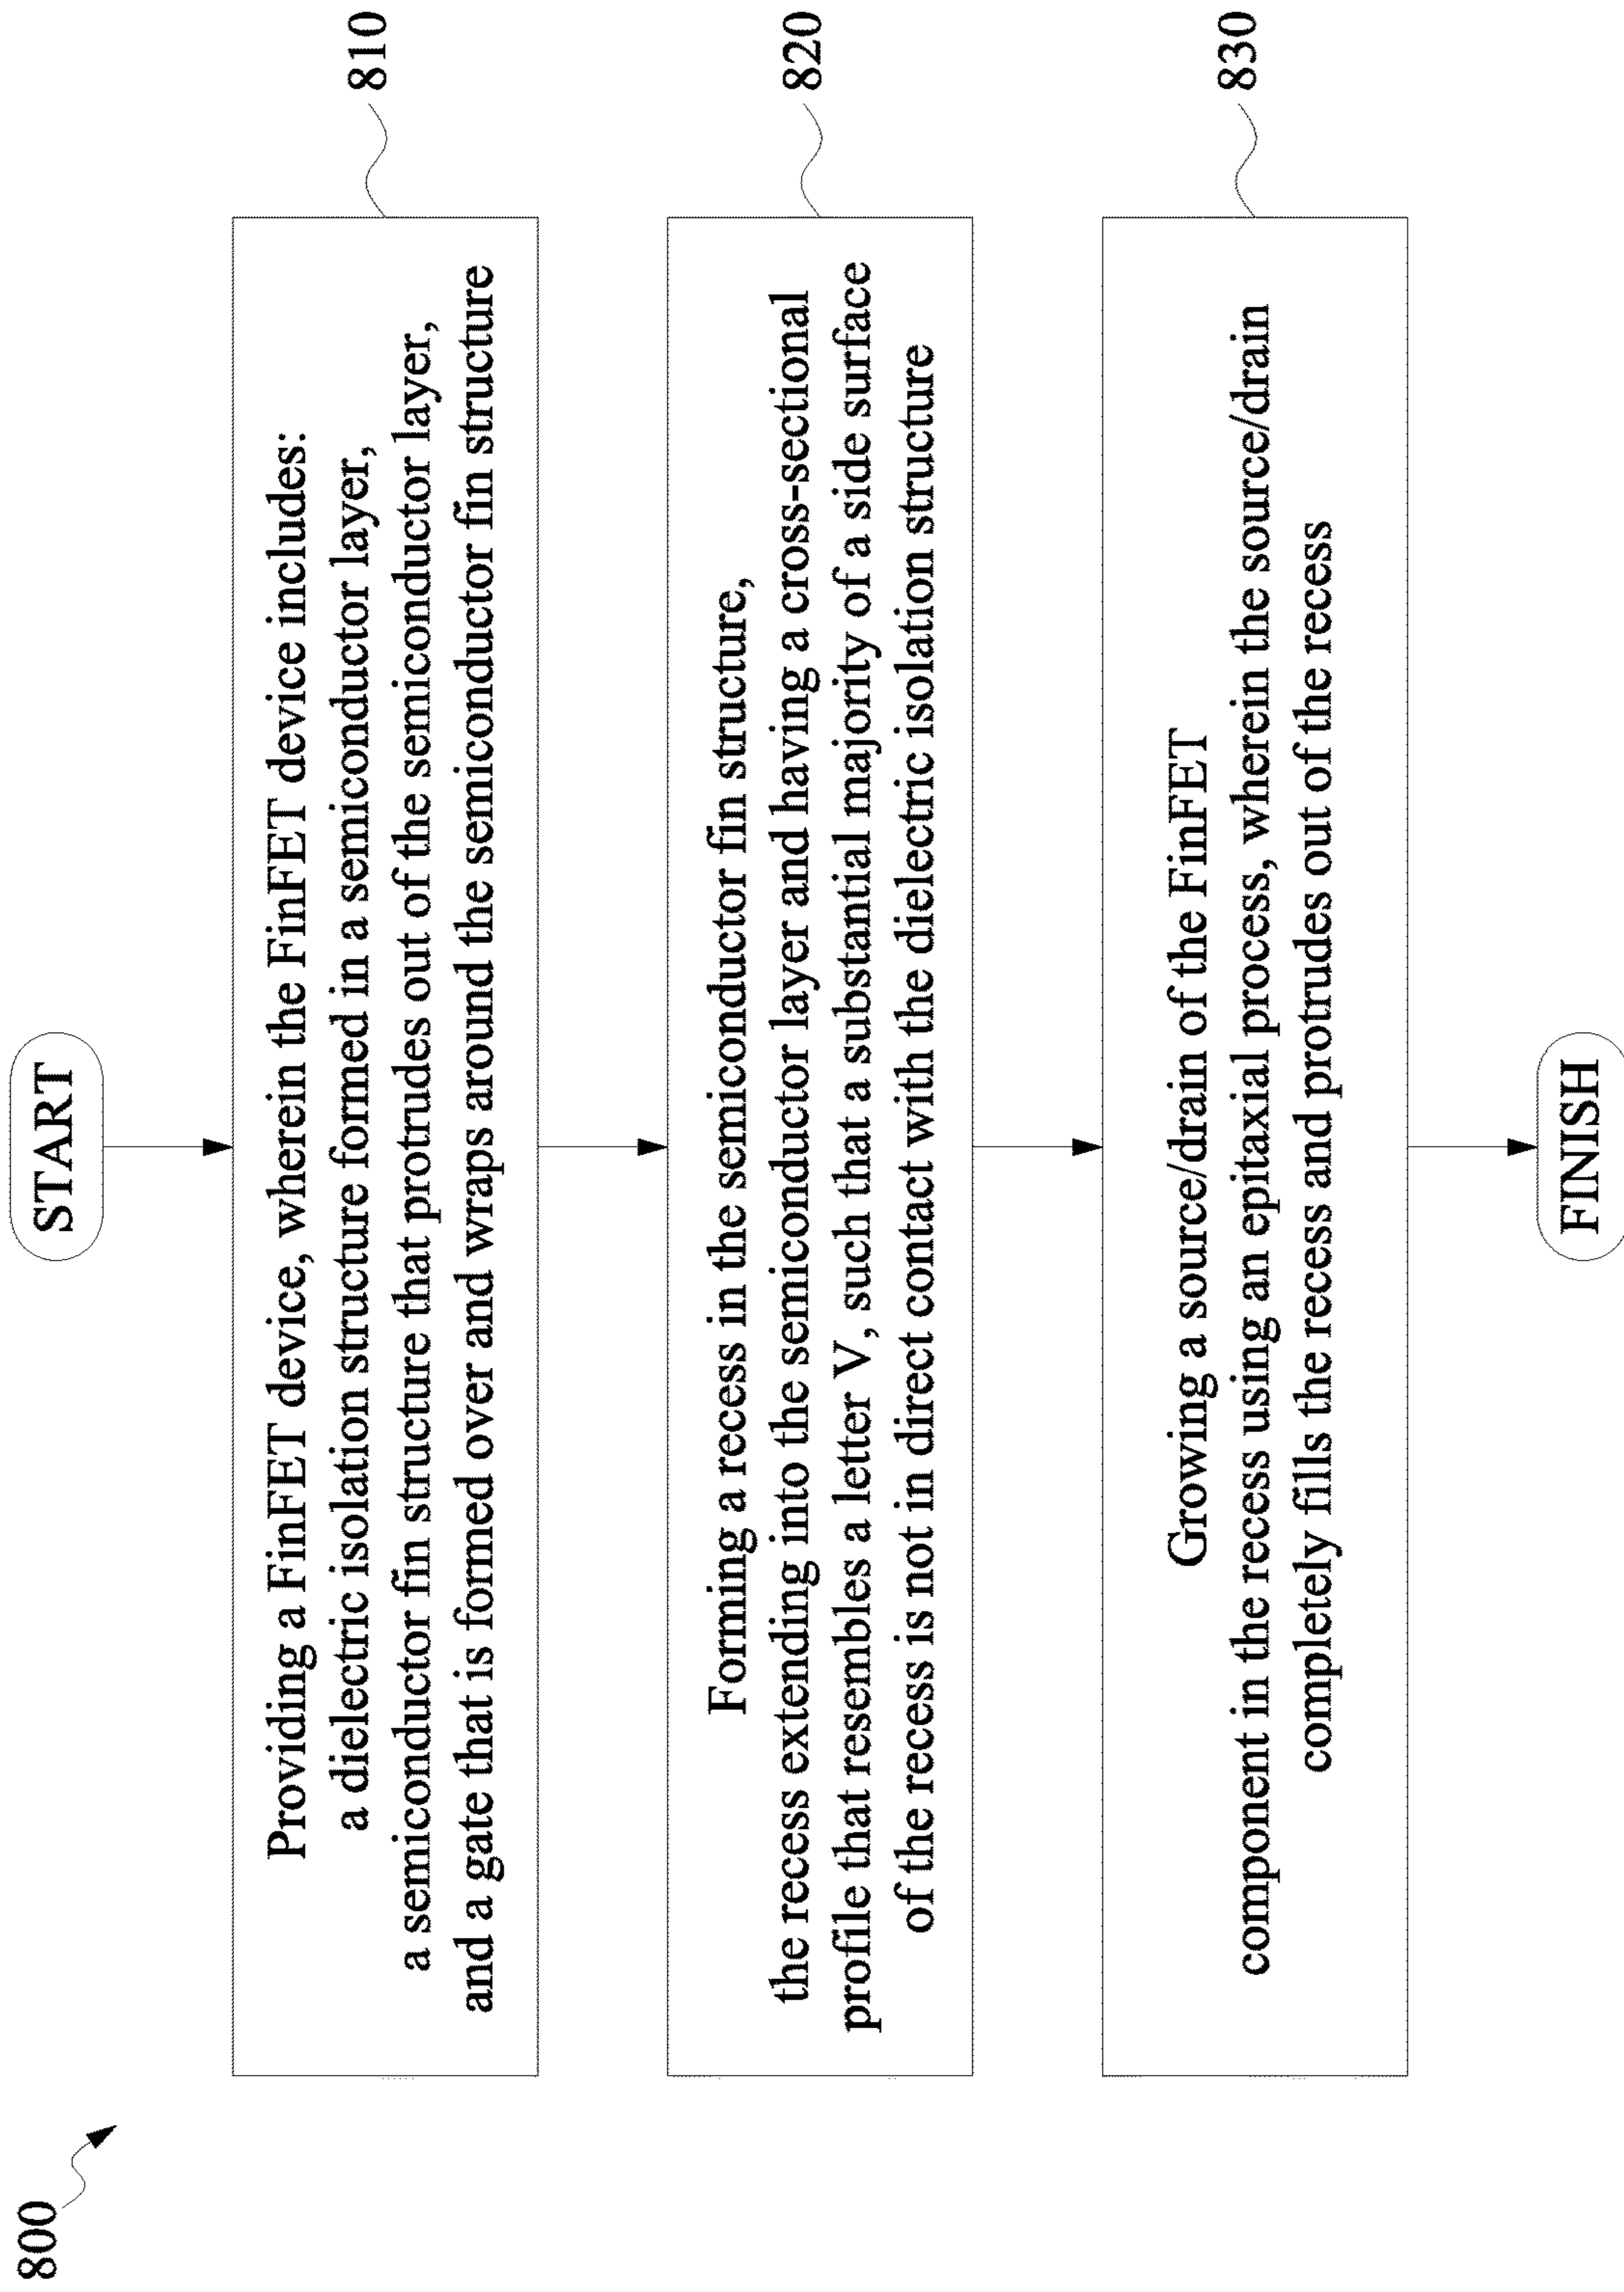 800
START
Providing a FinFET device, wherein the FinFET device includes:
a dielectric isolation structure formed in a semiconductor layer,
a semiconductor fin structure that protrudes out of the semiconductor layer,
and a gate that is formed over and wraps around the semiconductor fin structure
810
Forming a recess in the semiconductor fin structure,
the recess extending into the semiconductor layer and having a cross-sectional
profile that resembles a letter V, such that a substantial majority of a side surface
of the recess is not in direct contact with the dielectric isolation structure
820
Growing a source/drain of the FinFET
component in the recess using an epitaxial process, wherein the source/drain
completely fills the recess and protrudes out of the recess
830
FINISH